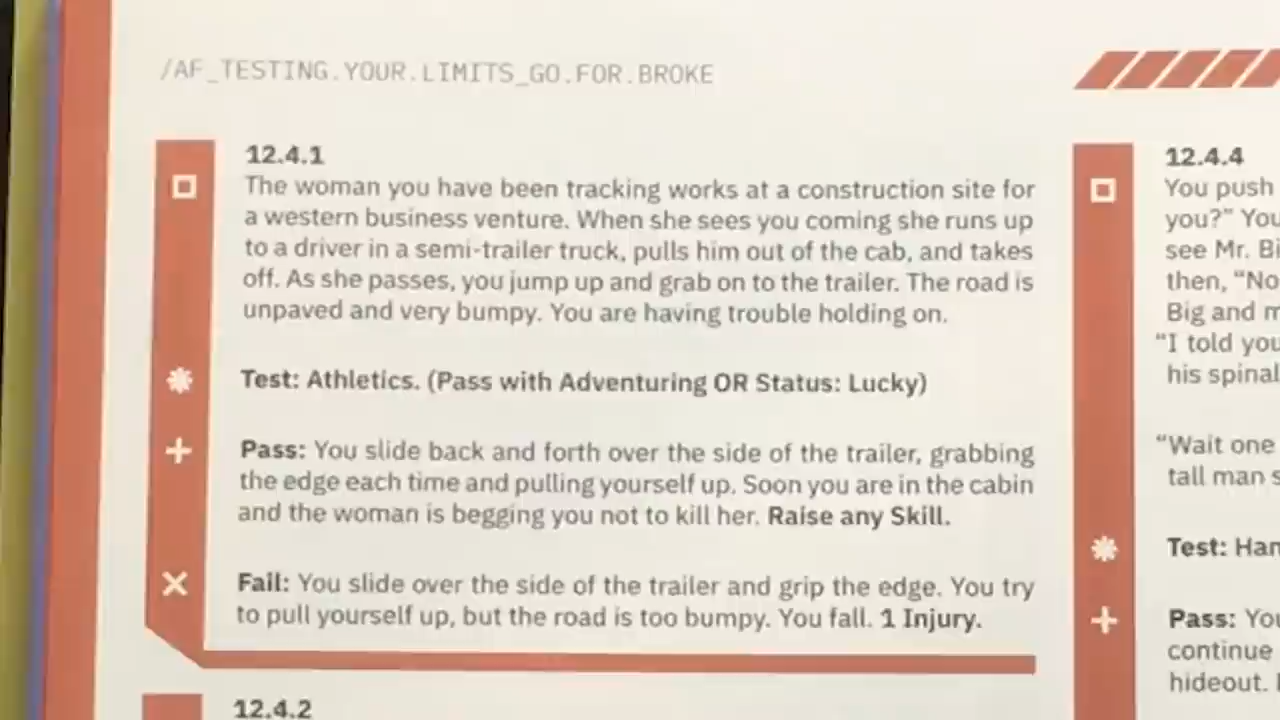 /AF_TESTING.YOUR.LIMITS_GO.FOR.BROKE
12.4.1
The woman you have been tracking works at a construction site for
a western business venture. When she sees you coming she runs up
to a driver in a semi-trailer truck, pulls him out of the cab, and takes
off. As she passes, you jump up and grab on to the trailer. The road is
unpaved and very bumpy. You are having trouble holding on.
Test: Athletics. (Pass with Adventuring OR Status: Lucky)
Pass: You slide back and forth over the side of the trailer, grabbing
the edge each time and pulling yourself up. Soon you are in the cabin
and the woman is begging you not to kill her. Raise any Skill.
Fail: You slide over the side of the trailer and grip the edge. You try
to pull yourself up, but the road is too bumpy. You fall. 1 Injury.
12.4.2
12.4.4
You push
you?” You
see Mr. Bi
then, “No
Big and m
“I told you
his spinal
“Wait one
tall man s
Test: Han
Pass: You
continue
hideout.